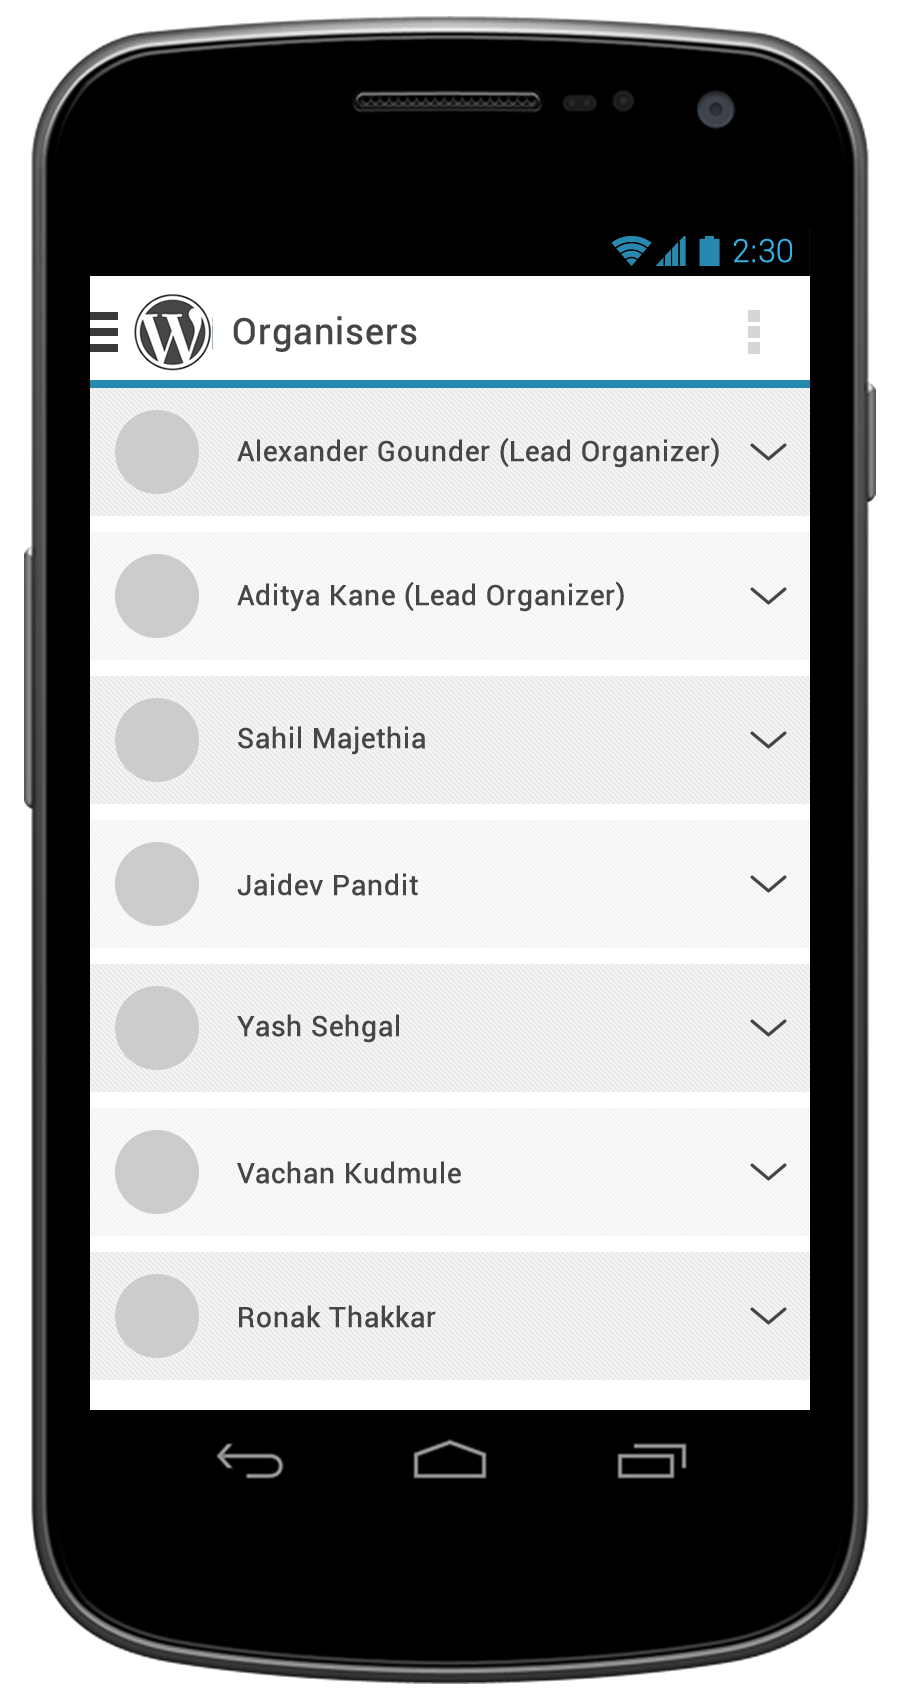 2:30
Organisers
Alexander Gounder (Lead Organizer)
Aditya Kane (Lead Organizer)
Sahil Majethia
Jaidev Pandit
Yash Sehgal
Vachan Kudmule
Ronak Thakkar